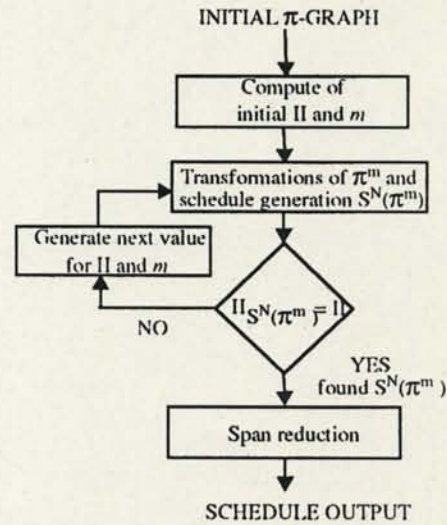 INITIAL π-GRAPH
Compute of
initial II and m
Transformations of π^m and
schedule generation S^N(π^m)
Generate next value
for II and m
II_S^N(π^m) = II
NO
YES
found S^N(π^m)
Span reduction
SCHEDULE OUTPUT